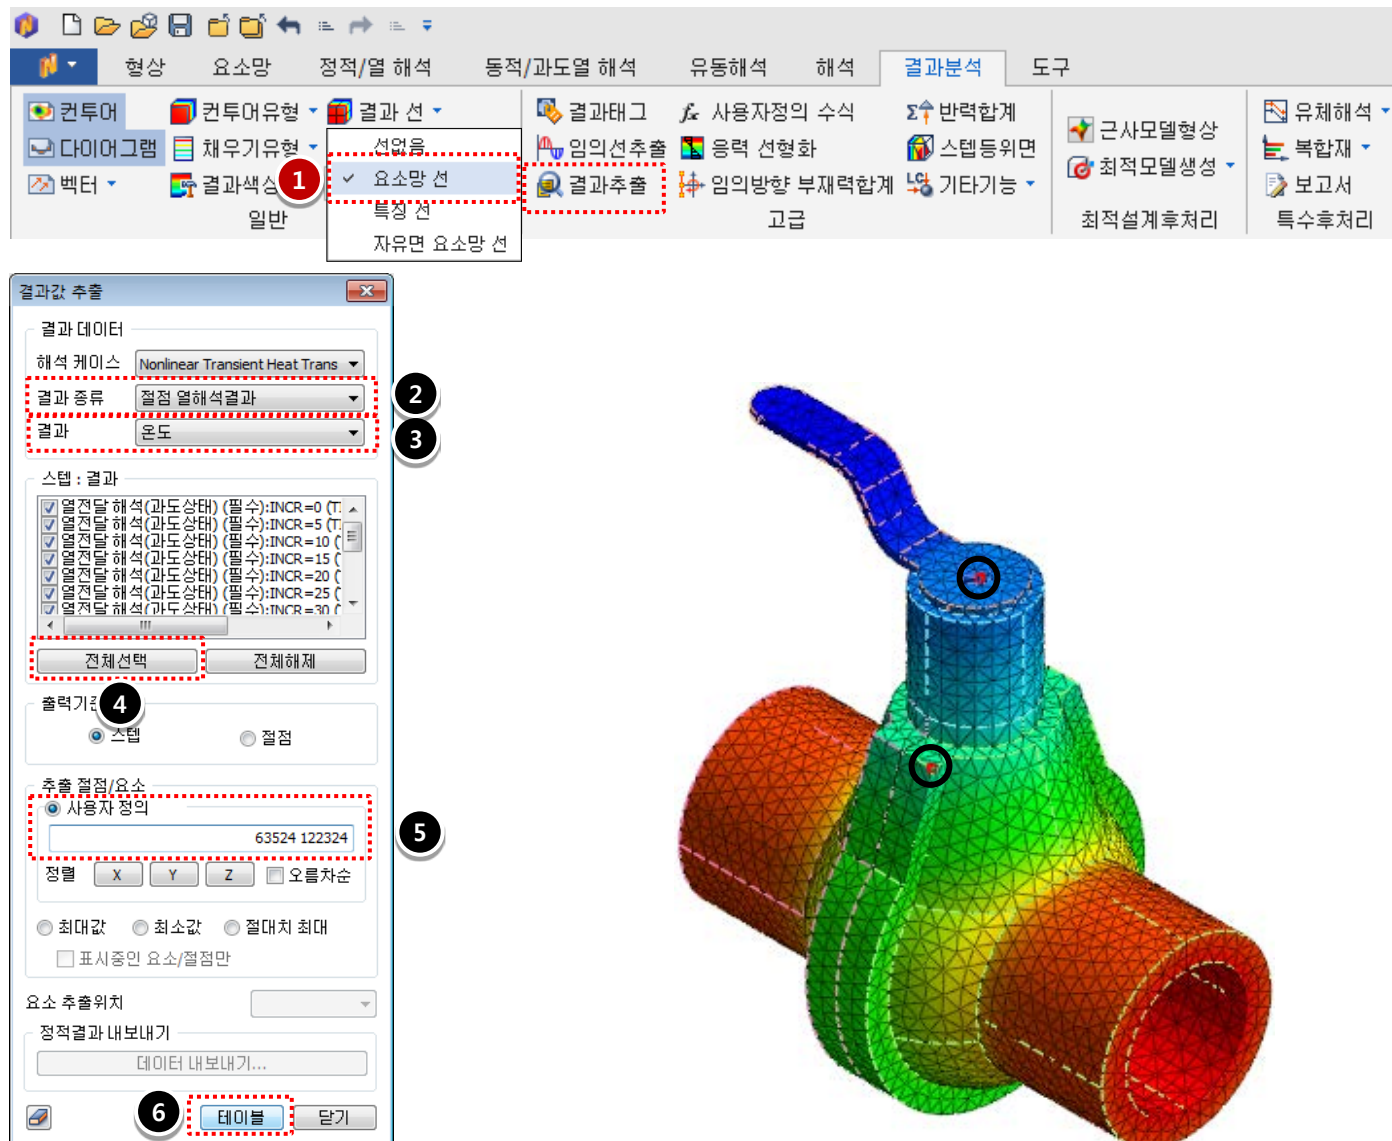 형상 요소망 정적/열 해석 동적/과도열 해석 유동해석 해석 결과분석 도구
컨투어 컨투어유형 결과 선 결과태그 사용자정의 수식 반력합계 유체해석
선없음
다이어그램 채우기유형 임의선추출 응력 선형화 스텝등위면 근사모델형상 복합재
1 요소망 선
벡터 결과색상 결과추출 임의방향 부재력합계 기타기능 최적모델생성 보고서
특징 선
일반 고급 최적설계후처리 특수후처리
자유면 요소망 선
결과값 추출
결과 데이터
해석 케이스 Nonlinear Transient Heat Trans
결과 종류 절점 열해석결과 2
결과 온도 3
스텝 : 결과
열전달 해석(과도상태) (필수):INCR=0 (T
열전달 해석(과도상태) (필수):INCR=5 (T
열전달 해석(과도상태) (필수):INCR=10 (
열전달 해석(과도상태) (필수):INCR=15 (
열전달 해석(과도상태) (필수):INCR=20 (
열전달 해석(과도상태) (필수):INCR=25 (
열전달 해석(과도상태) (필수):INCR=30 (
전체선택 전체해제
출력기준 4
스텝 절점
추출 절점/요소
사용자 정의
63524 122324 5
정렬 X Y Z 오름차순
최대값 최소값 절대치 최대
표시중인 요소/절점만
요소 추출위치
정적결과 내보내기
데이터 내보내기...
6 테이블 닫기